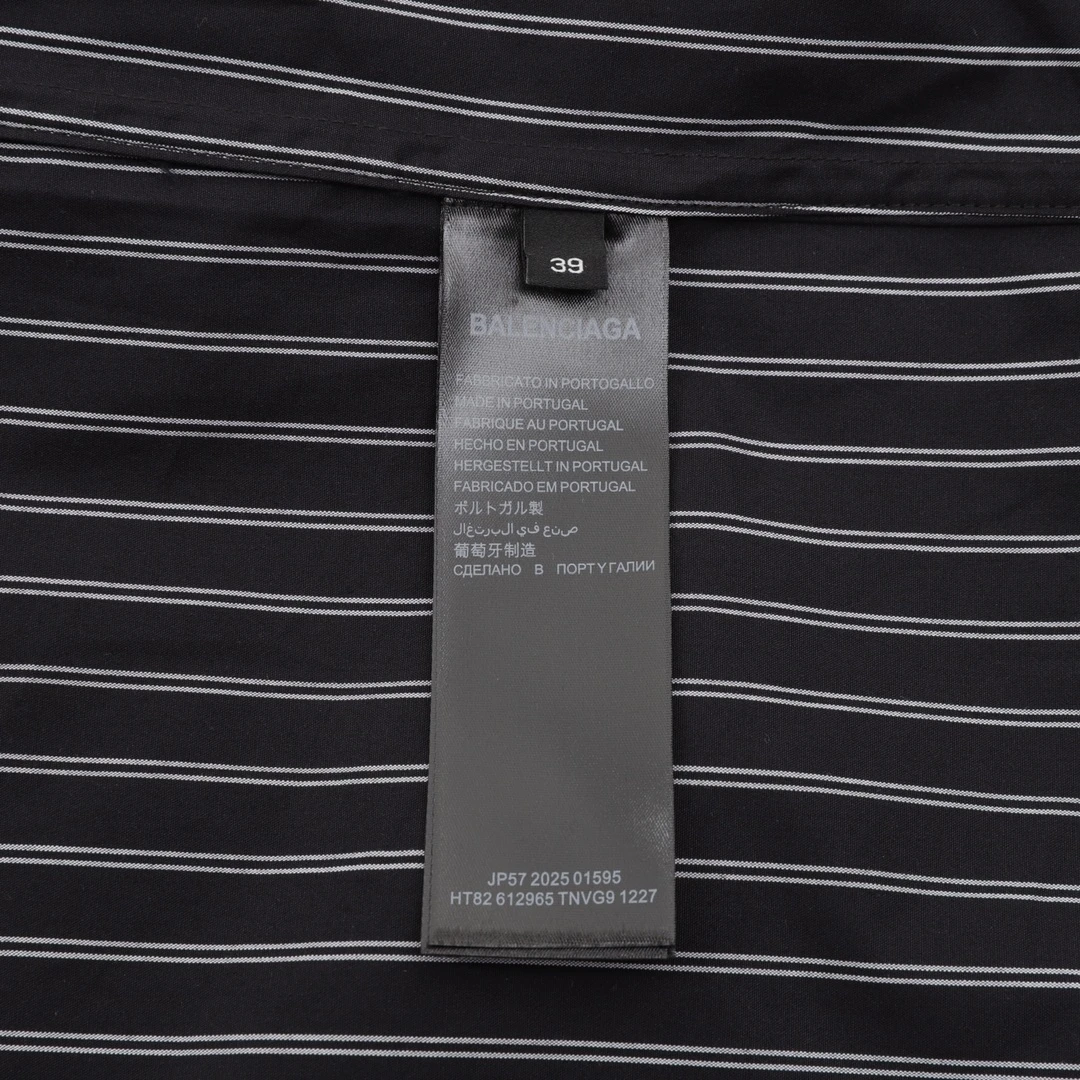 39
BALENCIAGA
FABBRICATO IN PORTOGALLO
MADE IN PORTUGAL
FABRIQUE AU PORTUGAL
HECHO EN PORTUGAL
HERGESTELLT IN PORTUGAL
FABRICADO EM PORTUGAL
ポルトガル製
صنع في البرتغال
葡萄牙制造
СДЕЛАНО В ПОРТУГАЛИИ
JP57 2025 01595
HT82 612965 TNVG9 1227